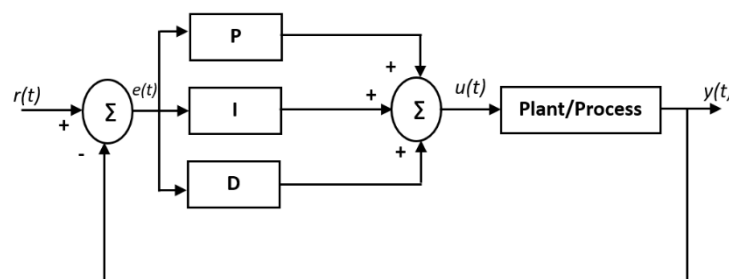 P
+
r(t)
+
-
Σ
e(t)
I
+
Σ
u(t)
Plant/Process
y(t)
+
D